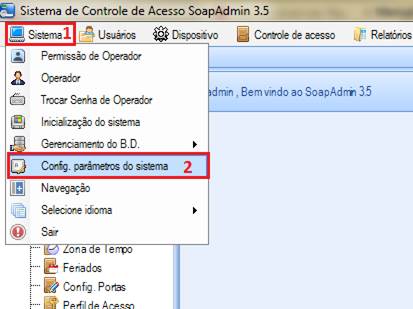 Sistema de Controle de Acesso SoapAdmin 3.5
Sistema 1 Usuários Dispositivo Controle de acesso Relatórios
Permissão de Operador
Operador
Trocar Senha de Operador
admin , Bem vindo ao SoapAdmin 3.5
Inicialização do sistema
Gerenciamento do B.D.
Config. parâmetros do sistema 2
Navegação
Selecione idioma
Sair
Zona de Tempo
Feriados
Config. Portas
Perfil de Acesso